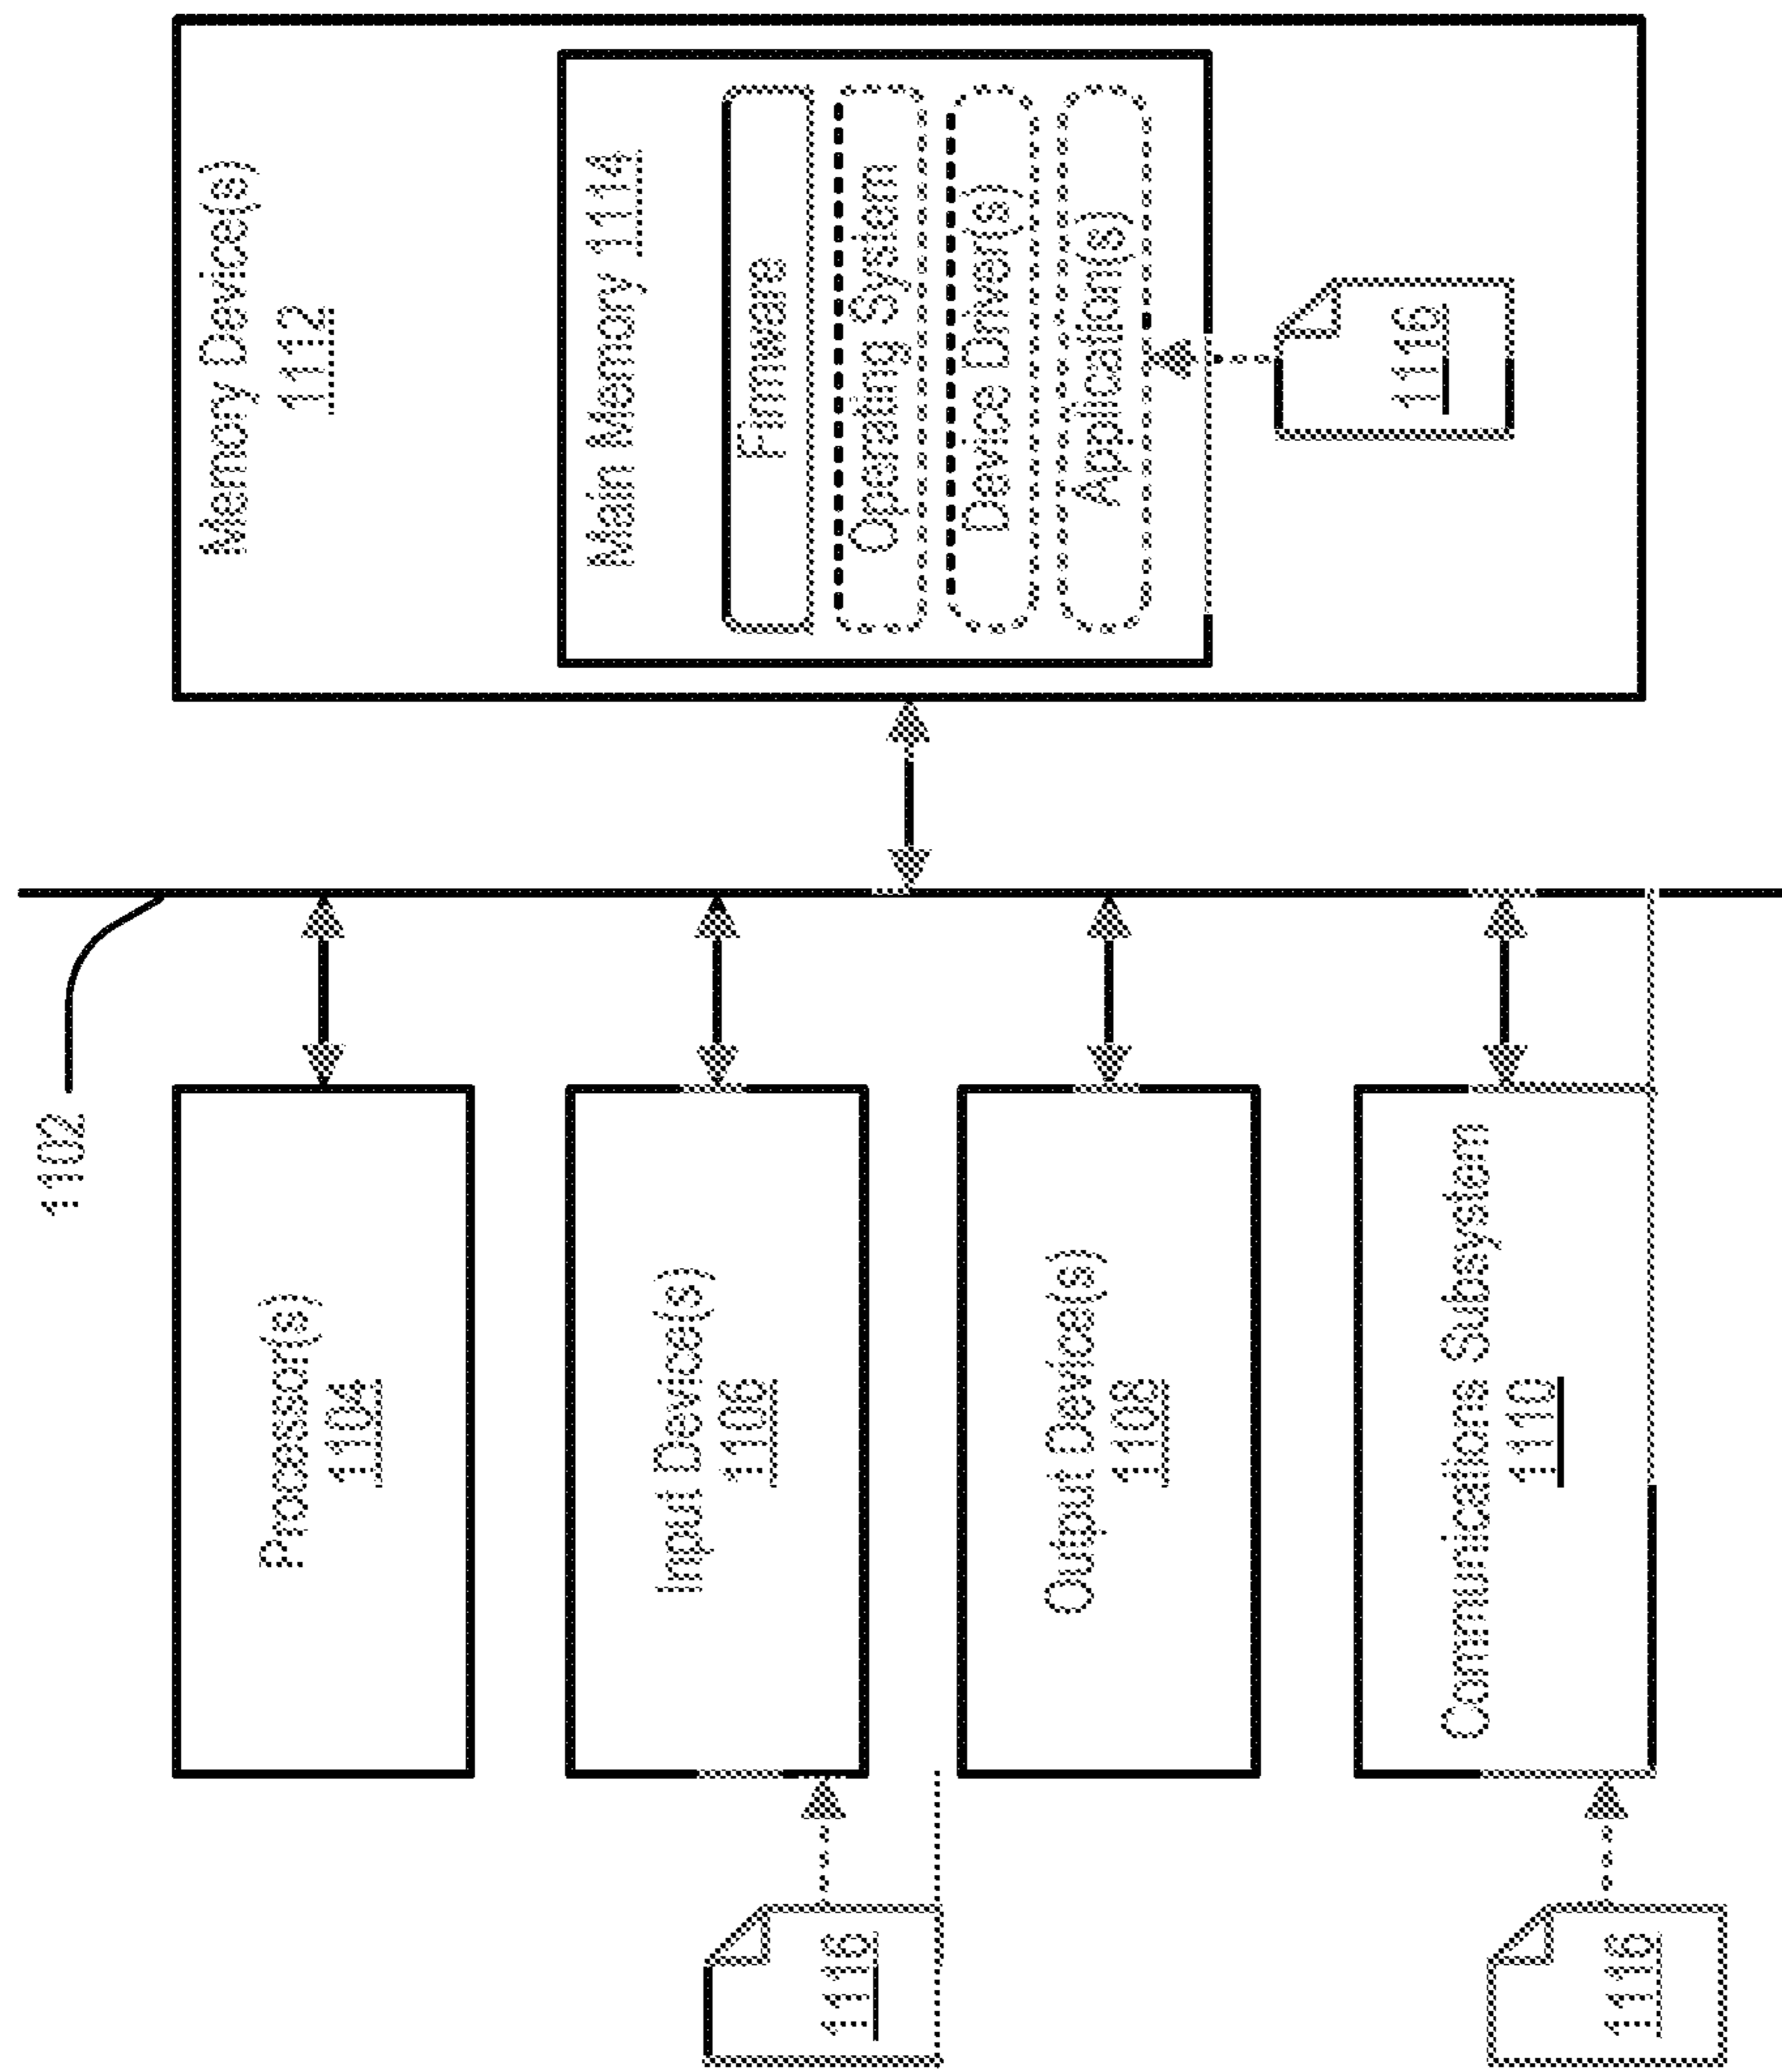 1102
Processor(s)
1104
Input Device(s)
1106
1116
Output Device(s)
1108
Communications Subsystem
1110
1116
Memory Device(s)
1112
Main Memory 1114
Firmware
Operating System
Device Driver(s)
Application(s)
1116